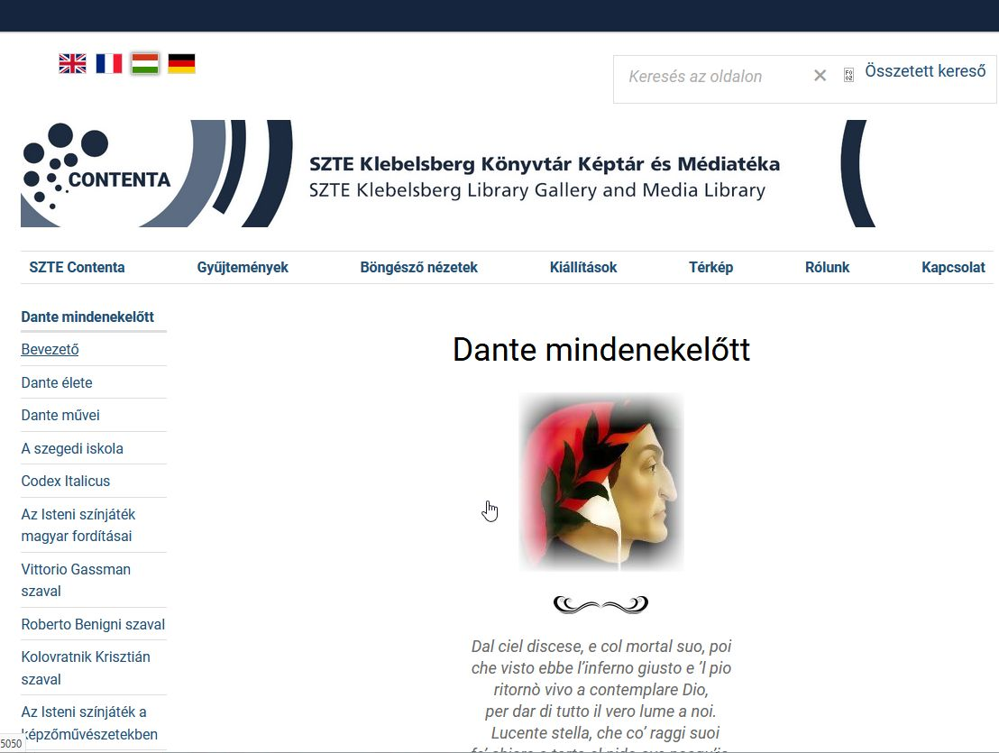 Keresés az oldalon
Összetett kereső
CONTENTA
SZTE Klebelsberg Könyvtár Képtár és Médiatéka
SZTE Klebelsberg Library Gallery and Media Library
SZTE Contenta Gyűjtemények Böngésző nézetek Kiállítások Térkép Rólunk Kapcsolat
Dante mindenekelőtt
Bevezető
Dante élete
Dante művei
A szegedi iskola
Codex Italicus
Az Isteni színjáték
magyar fordításai
Vittorio Gassman
szaval
Roberto Benigni szaval
Kolovratnik Krisztián
szaval
Az Isteni színjáték a
képzőművészetekben
5050
Dante mindenekelőtt
Dal ciel discese, e col mortal suo, poi
che visto ebbe l’inferno giusto e ’l pio
ritornò vivo a contemplare Dio,
per dar di tutto il vero lume a noi.
Lucente stella, che co’ raggi suoi